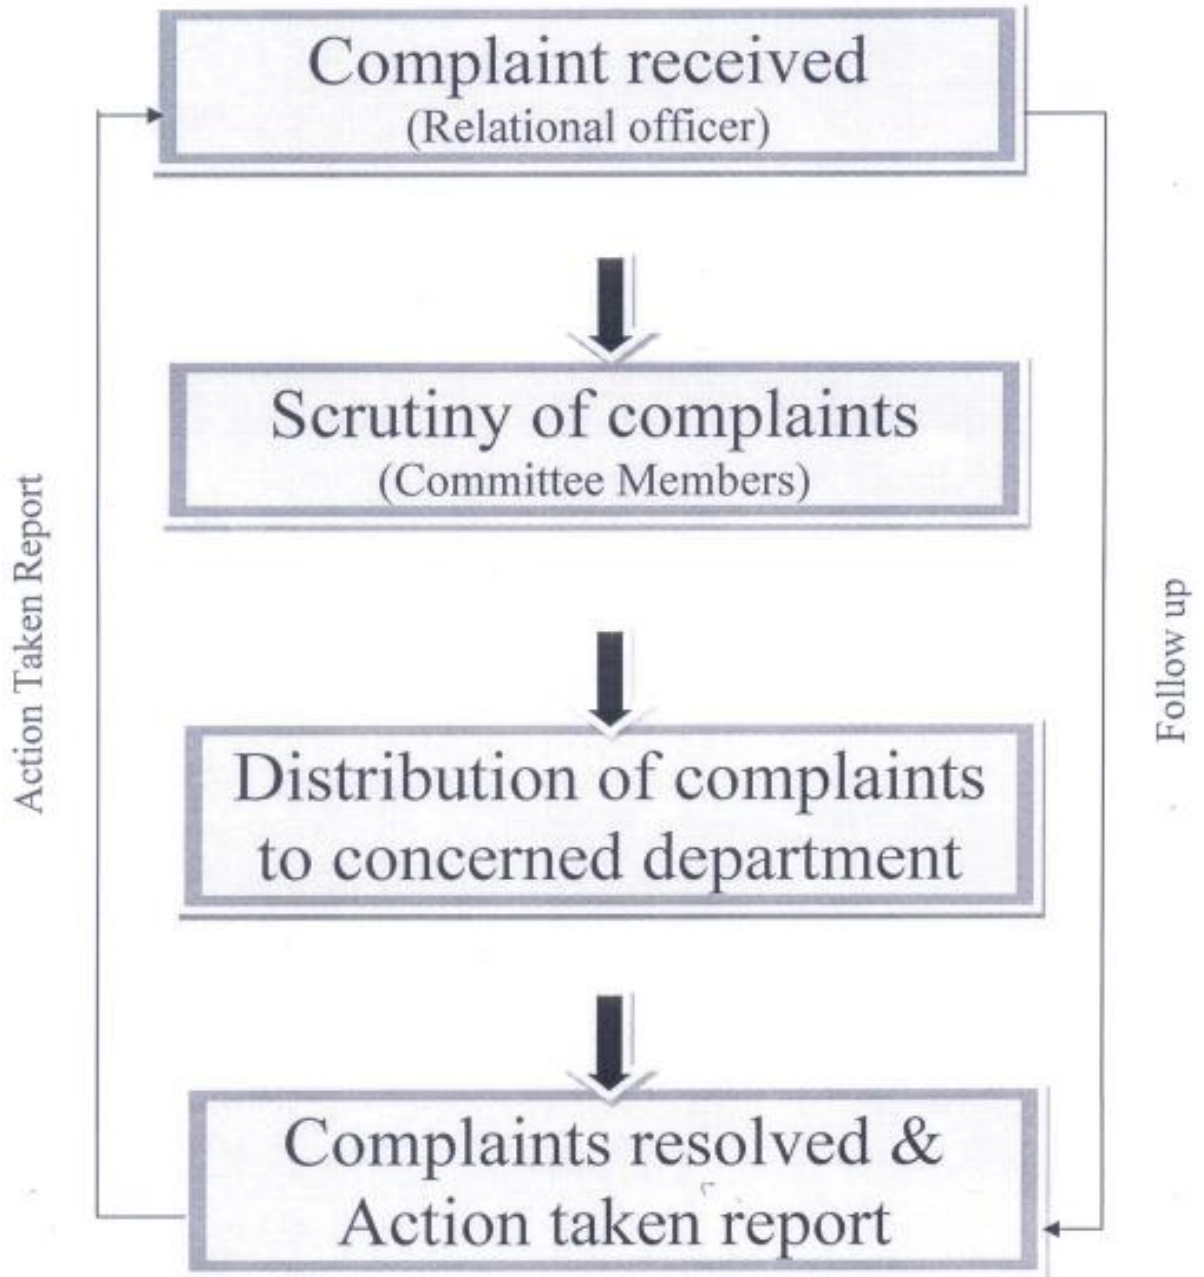 Complaint received
(Relational officer)
Scrutiny of complaints
(Committee Members)
Action Taken Report
Follow up
Distribution of complaints
to concerned department
Complaints resolved &
Action taken report